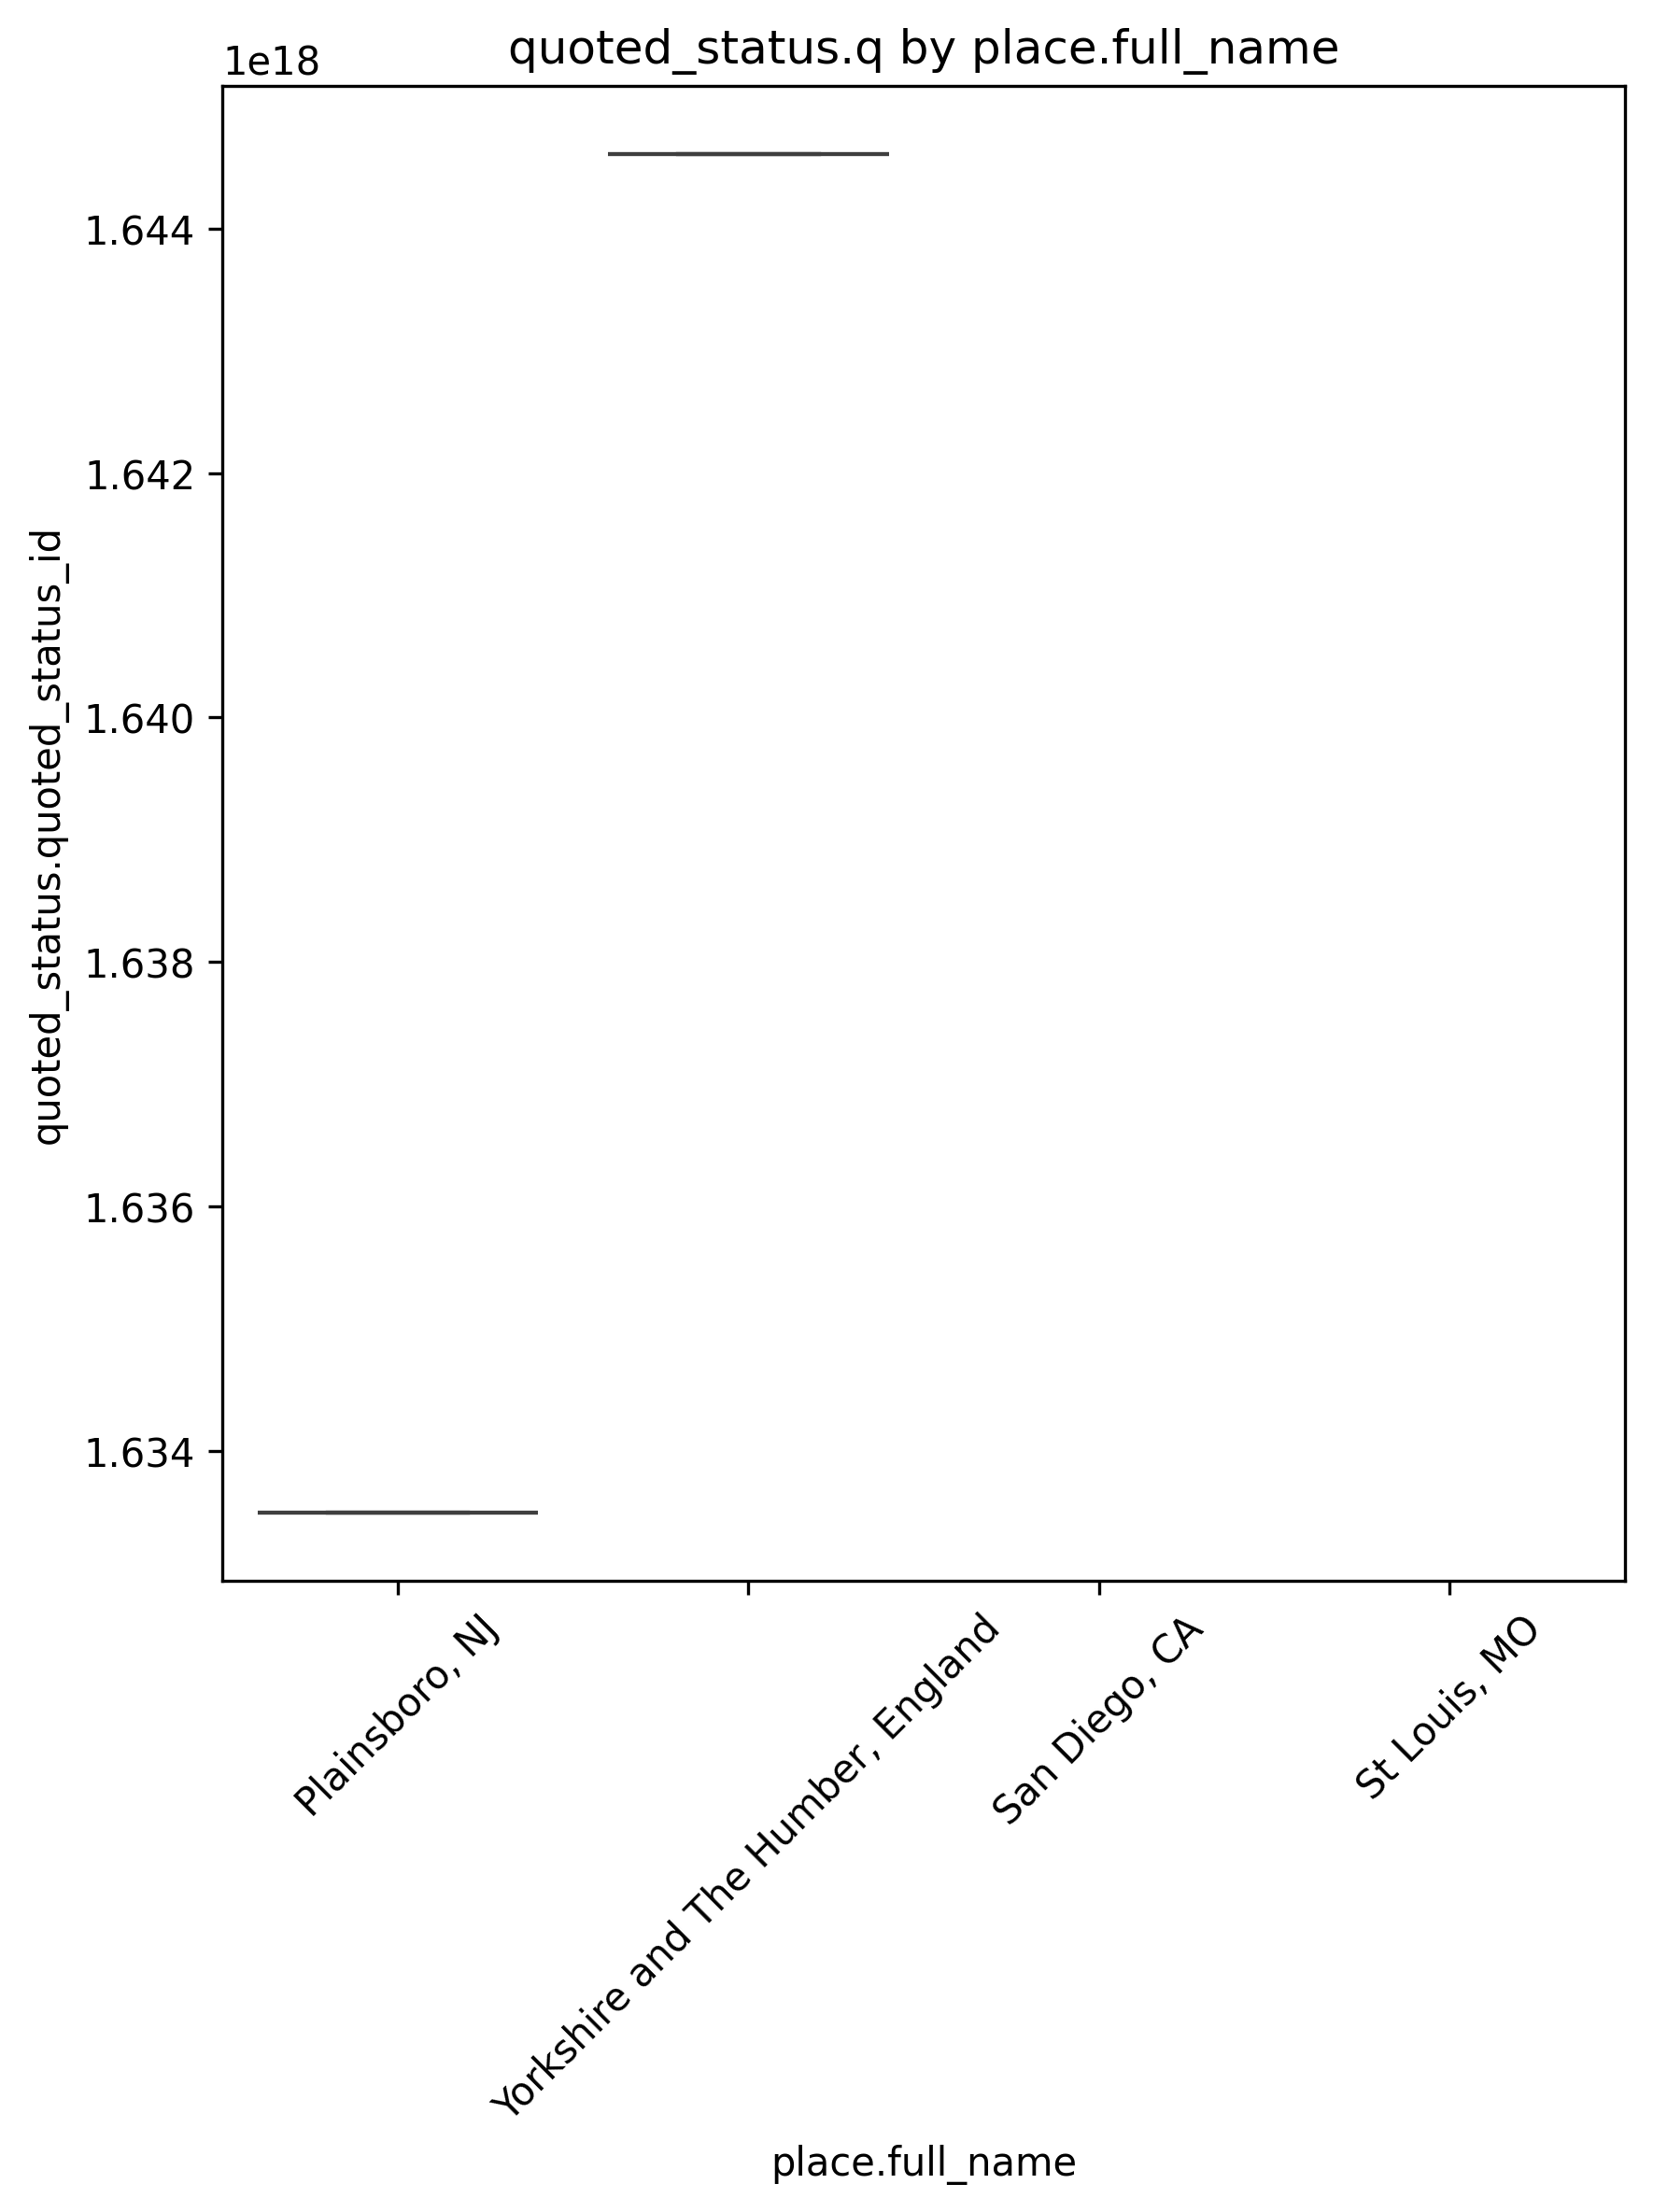 quoted_status.q by place.full_name
1e18
1.644
1.642
1.640
1.638
1.636
1.634
quoted_status.quoted_status_id
Plainsboro, NJ
Yorkshire and The Humber, England
San Diego, CA
St Louis, MO
place.full_name